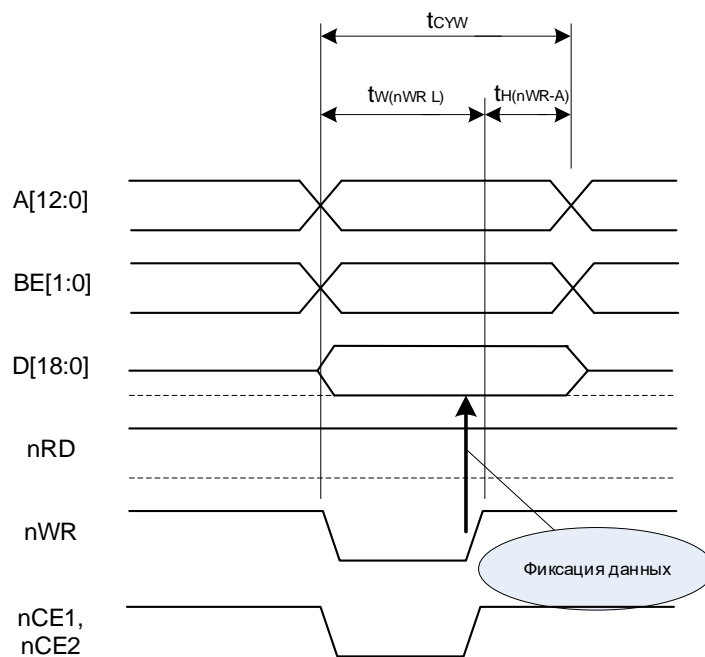 tCYW
tW(nWR L)
tH(nWR-A)
A[12:0]
BE[1:0]
D[18:0]
nRD
nWR
Фиксация данных
nCE1,
nCE2